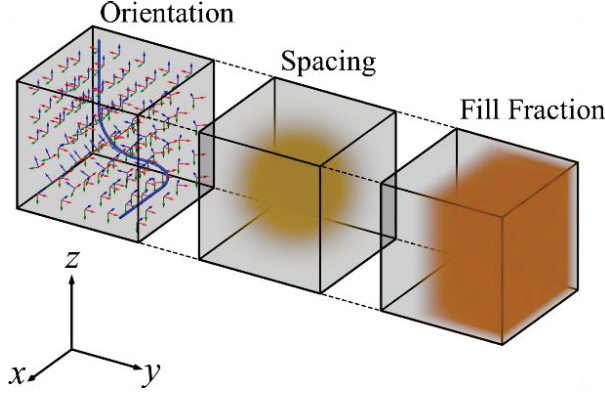 Orientation
Spacing
Fill Fraction
z
x
y